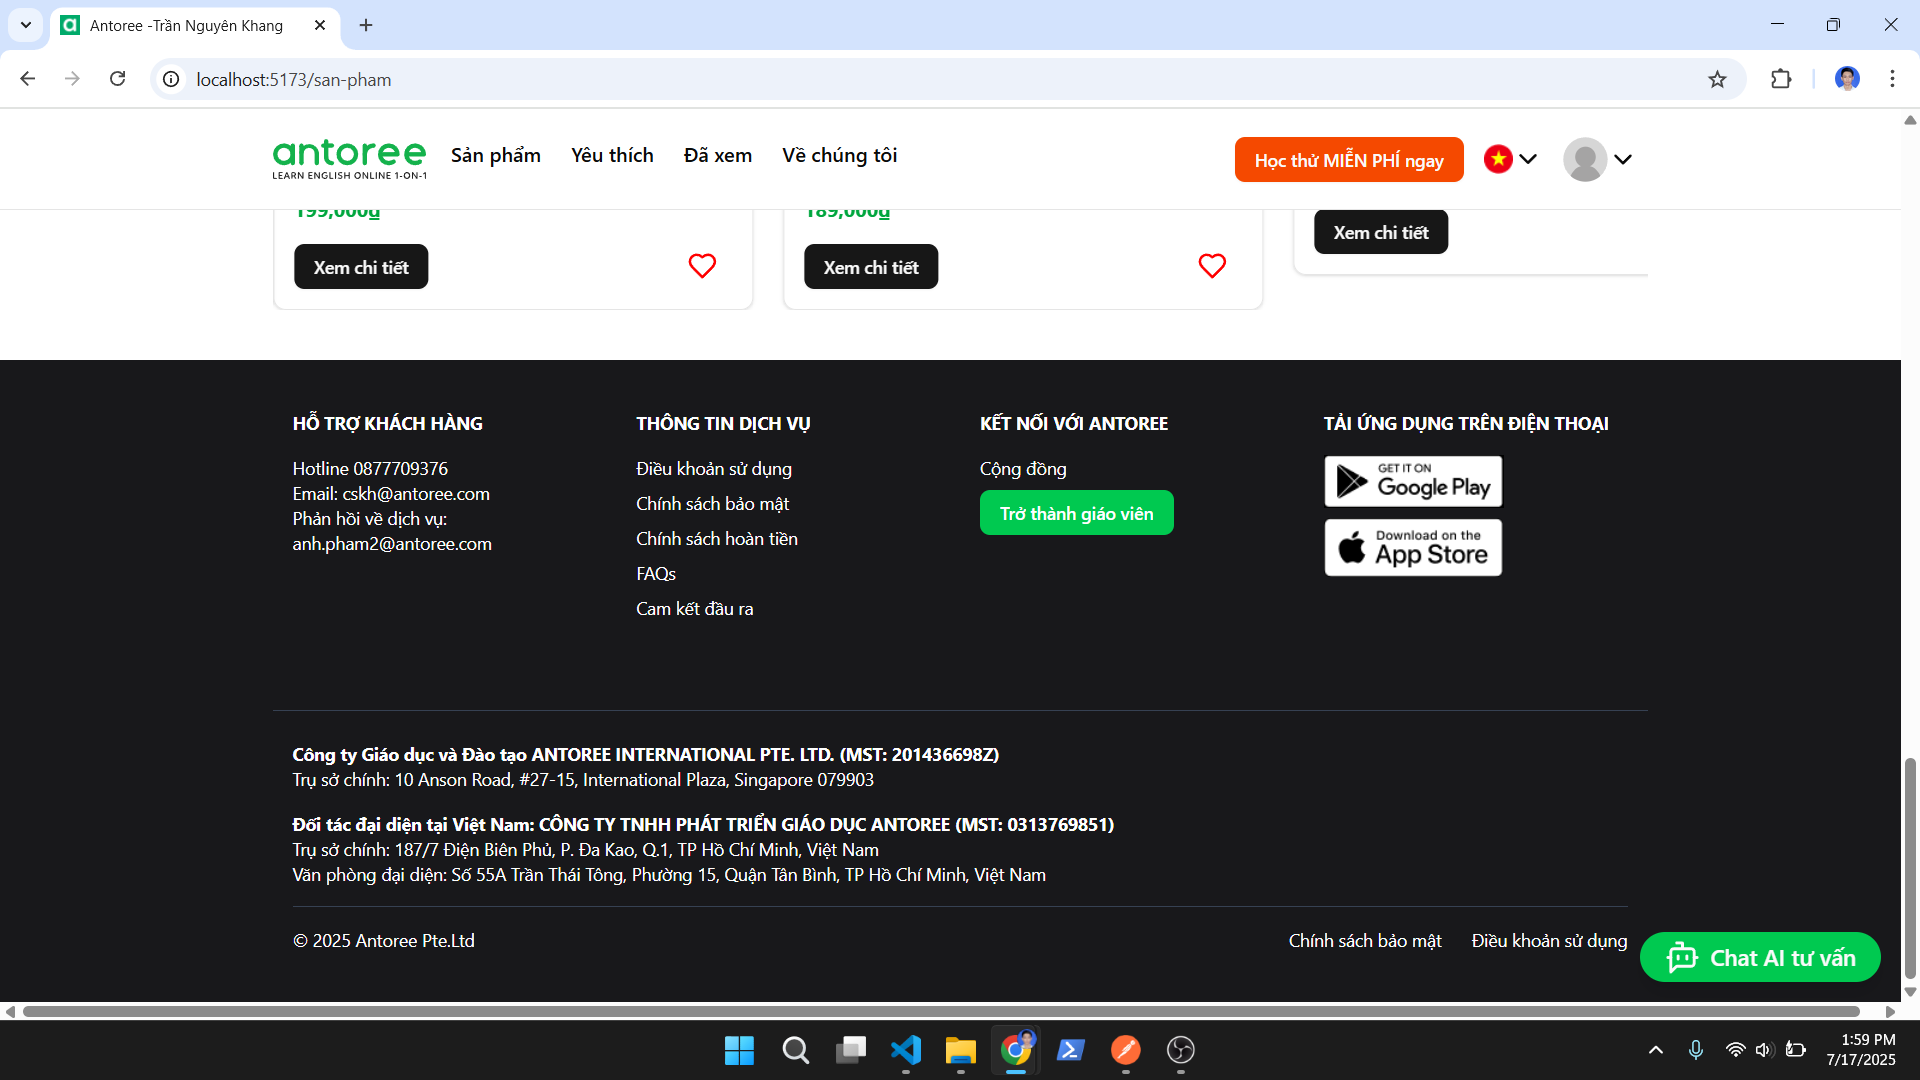 Antoree -Trần Nguyên Khang
localhost:5173/san-pham
antoree
LEARN ENGLISH ONLINE 1-ON-1
Sản phẩm
Yêu thích
Đã xem
Về chúng tôi
Học thử MIỄN PHÍ ngay
199,000₫
189,000₫
Xem chi tiết
Xem chi tiết
Xem chi tiết
HỖ TRỢ KHÁCH HÀNG
Hotline 0877709376
Email: cskh@antoree.com
Phản hồi về dịch vụ:
anh.pham2@antoree.com
THÔNG TIN DỊCH VỤ
Điều khoản sử dụng
Chính sách bảo mật
Chính sách hoàn tiền
FAQs
Cam kết đầu ra
KẾT NỐI VỚI ANTOREE
Cộng đồng
Trở thành giáo viên
TẢI ỨNG DỤNG TRÊN ĐIỆN THOẠI
GET IT ON
Google Play
Download on the
App Store
Công ty Giáo dục và Đào tạo ANTOREE INTERNATIONAL PTE. LTD. (MST: 201436698Z)
Trụ sở chính: 10 Anson Road, #27-15, International Plaza, Singapore 079903
Đối tác đại diện tại Việt Nam: CÔNG TY TNHH PHÁT TRIỂN GIÁO DỤC ANTOREE (MST: 0313769851)
Trụ sở chính: 187/7 Điện Biên Phủ, P. Đa Kao, Q.1, TP Hồ Chí Minh, Việt Nam
Văn phòng đại diện: Số 55A Trần Thái Tông, Phường 15, Quận Tân Bình, TP Hồ Chí Minh, Việt Nam
© 2025 Antoree Pte.Ltd
Chính sách bảo mật
Điều khoản sử dụng
Chat AI tư vấn
1:59 PM
7/17/2025